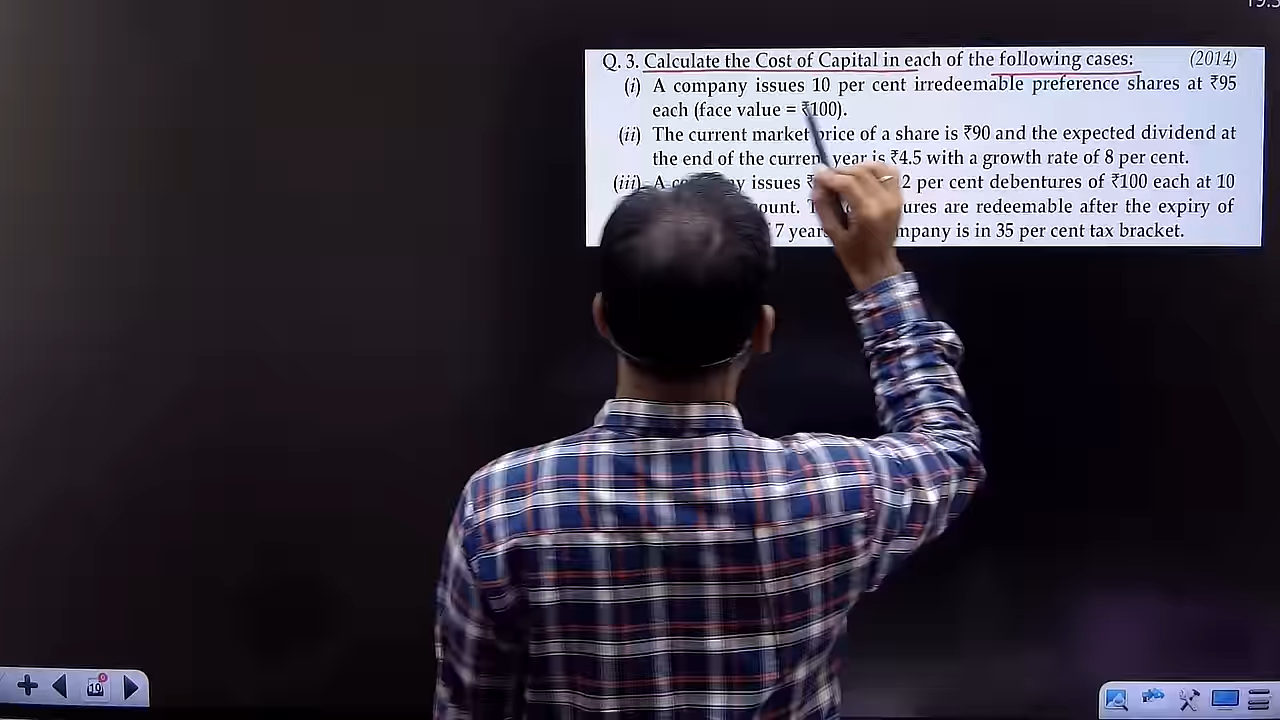 19:5
Q. 3. Calculate the Cost of Capital in each of the following cases: (2014)
(i) A company issues 10 per cent irredeemable preference shares at ₹95
each (face value = ₹100).
(ii) The current market price of a share is ₹90 and the expected dividend at
the end of the current year is ₹4.5 with a growth rate of 8 per cent.
(iii) A issues 2 per cent debentures of ₹100 each at 10
are redeemable after the expiry of
7 is in 35 per cent tax bracket.
10